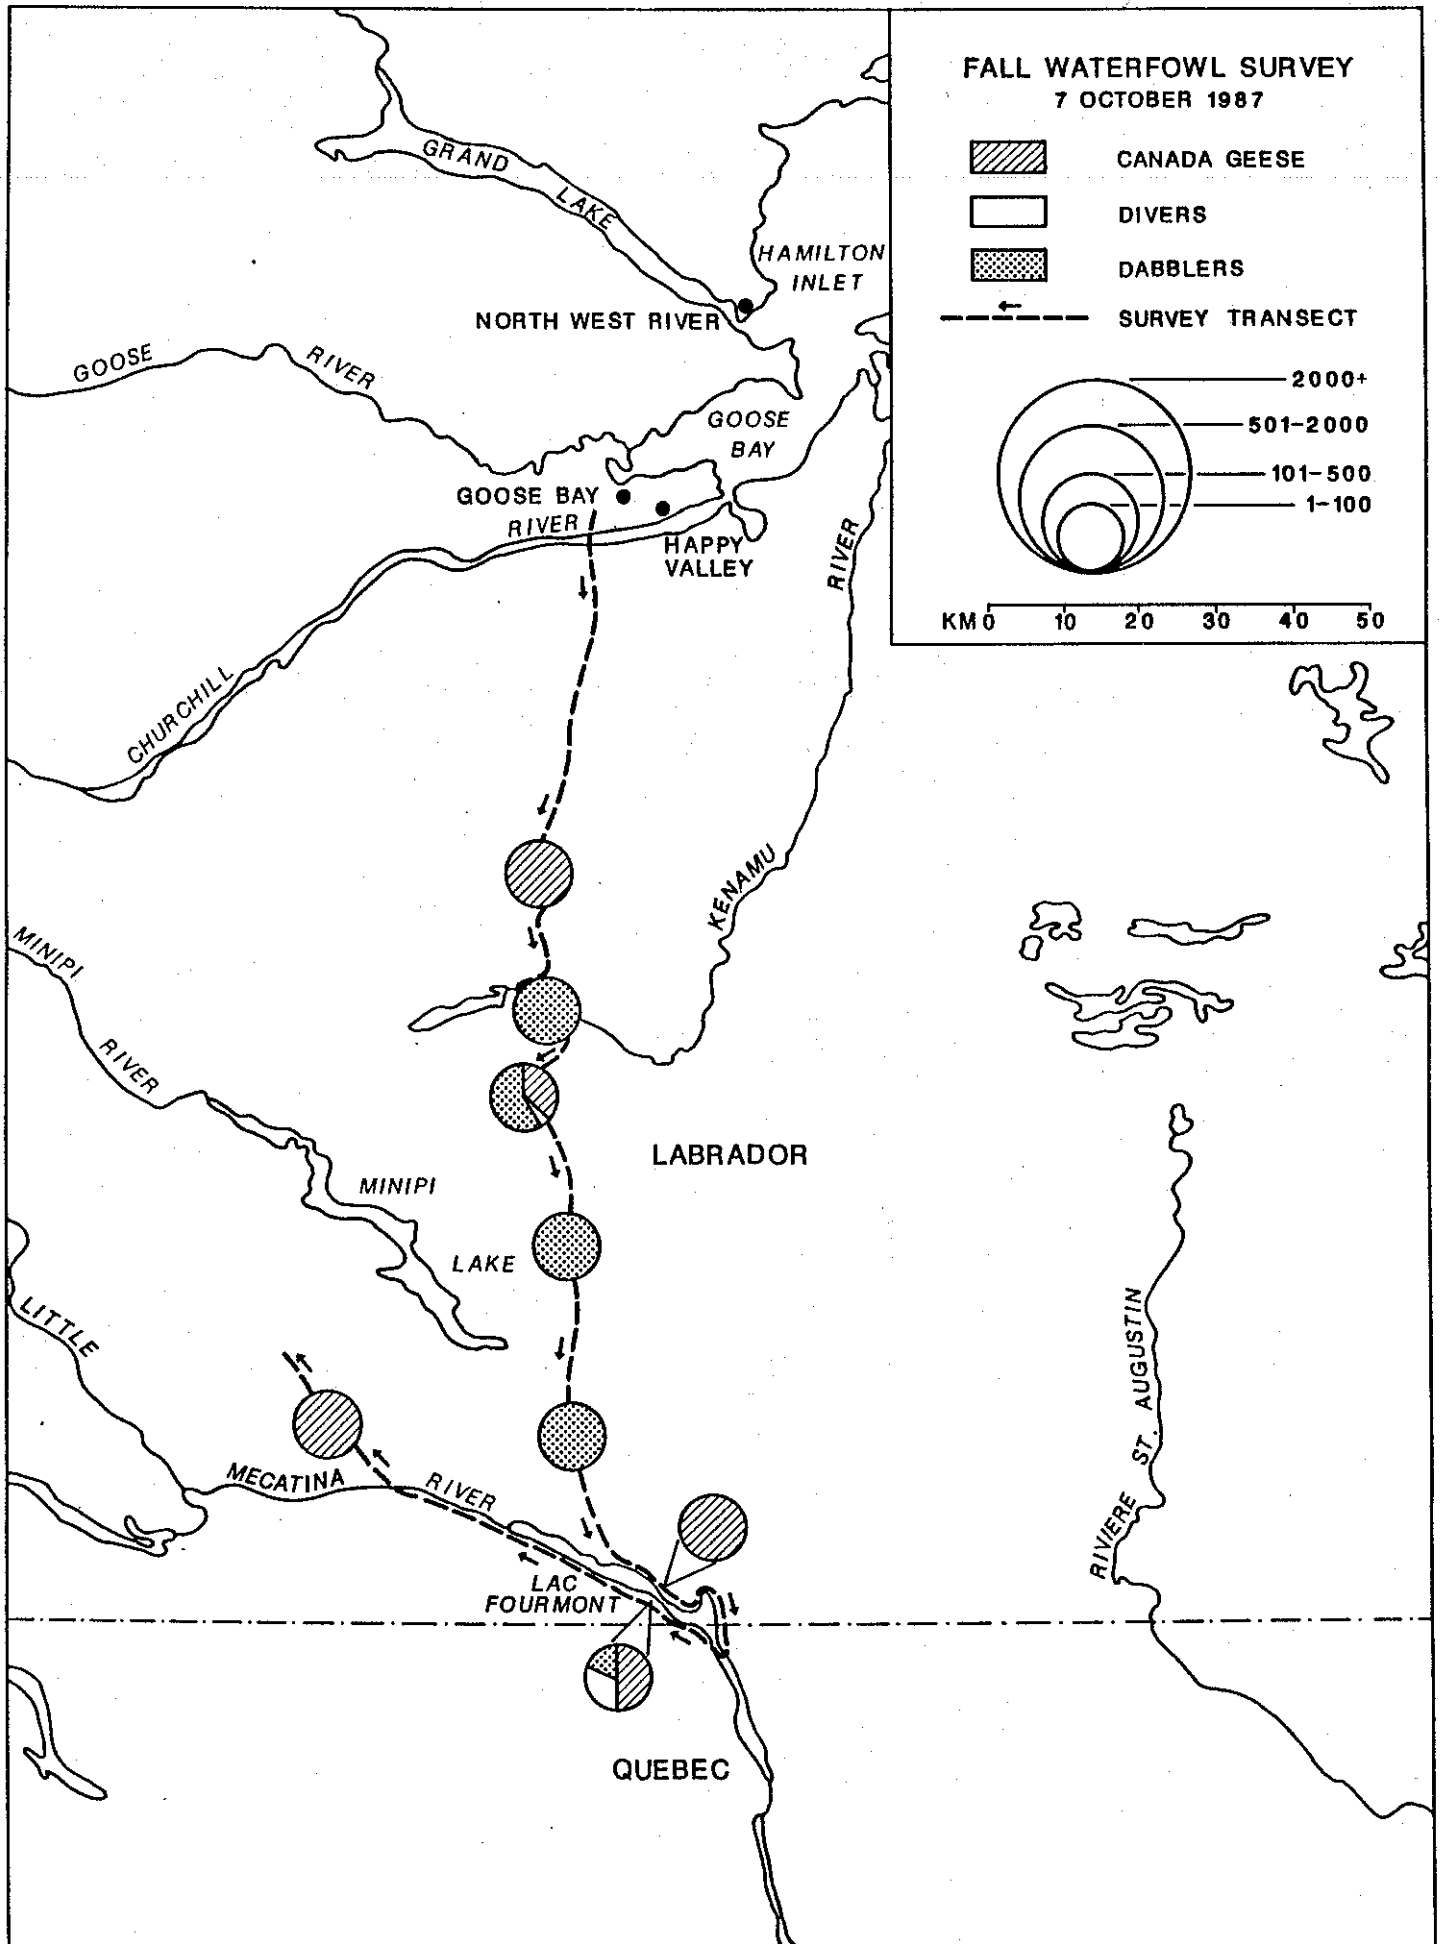 FALL WATERFOWL SURVEY
7 OCTOBER 1987
CANADA GEESE
DIVERS
DABBLERS
SURVEY TRANSECT
2000+
501-2000
101-500
1-100
KM 0 10 20 30 40 50
GRAND
LAKE
HAMILTON
INLET
NORTH WEST RIVER
GOOSE
RIVER
GOOSE
BAY
GOOSE BAY
RIVER
HAPPY
VALLEY
RIVER
CHURCHILL
KENAMU
MINIPI
RIVER
LABRADOR
MINIPI
LAKE
LITTLE
MECATINA
RIVER
LAC
FOURMONT
RIVIERE ST. AUGUSTIN
QUEBEC